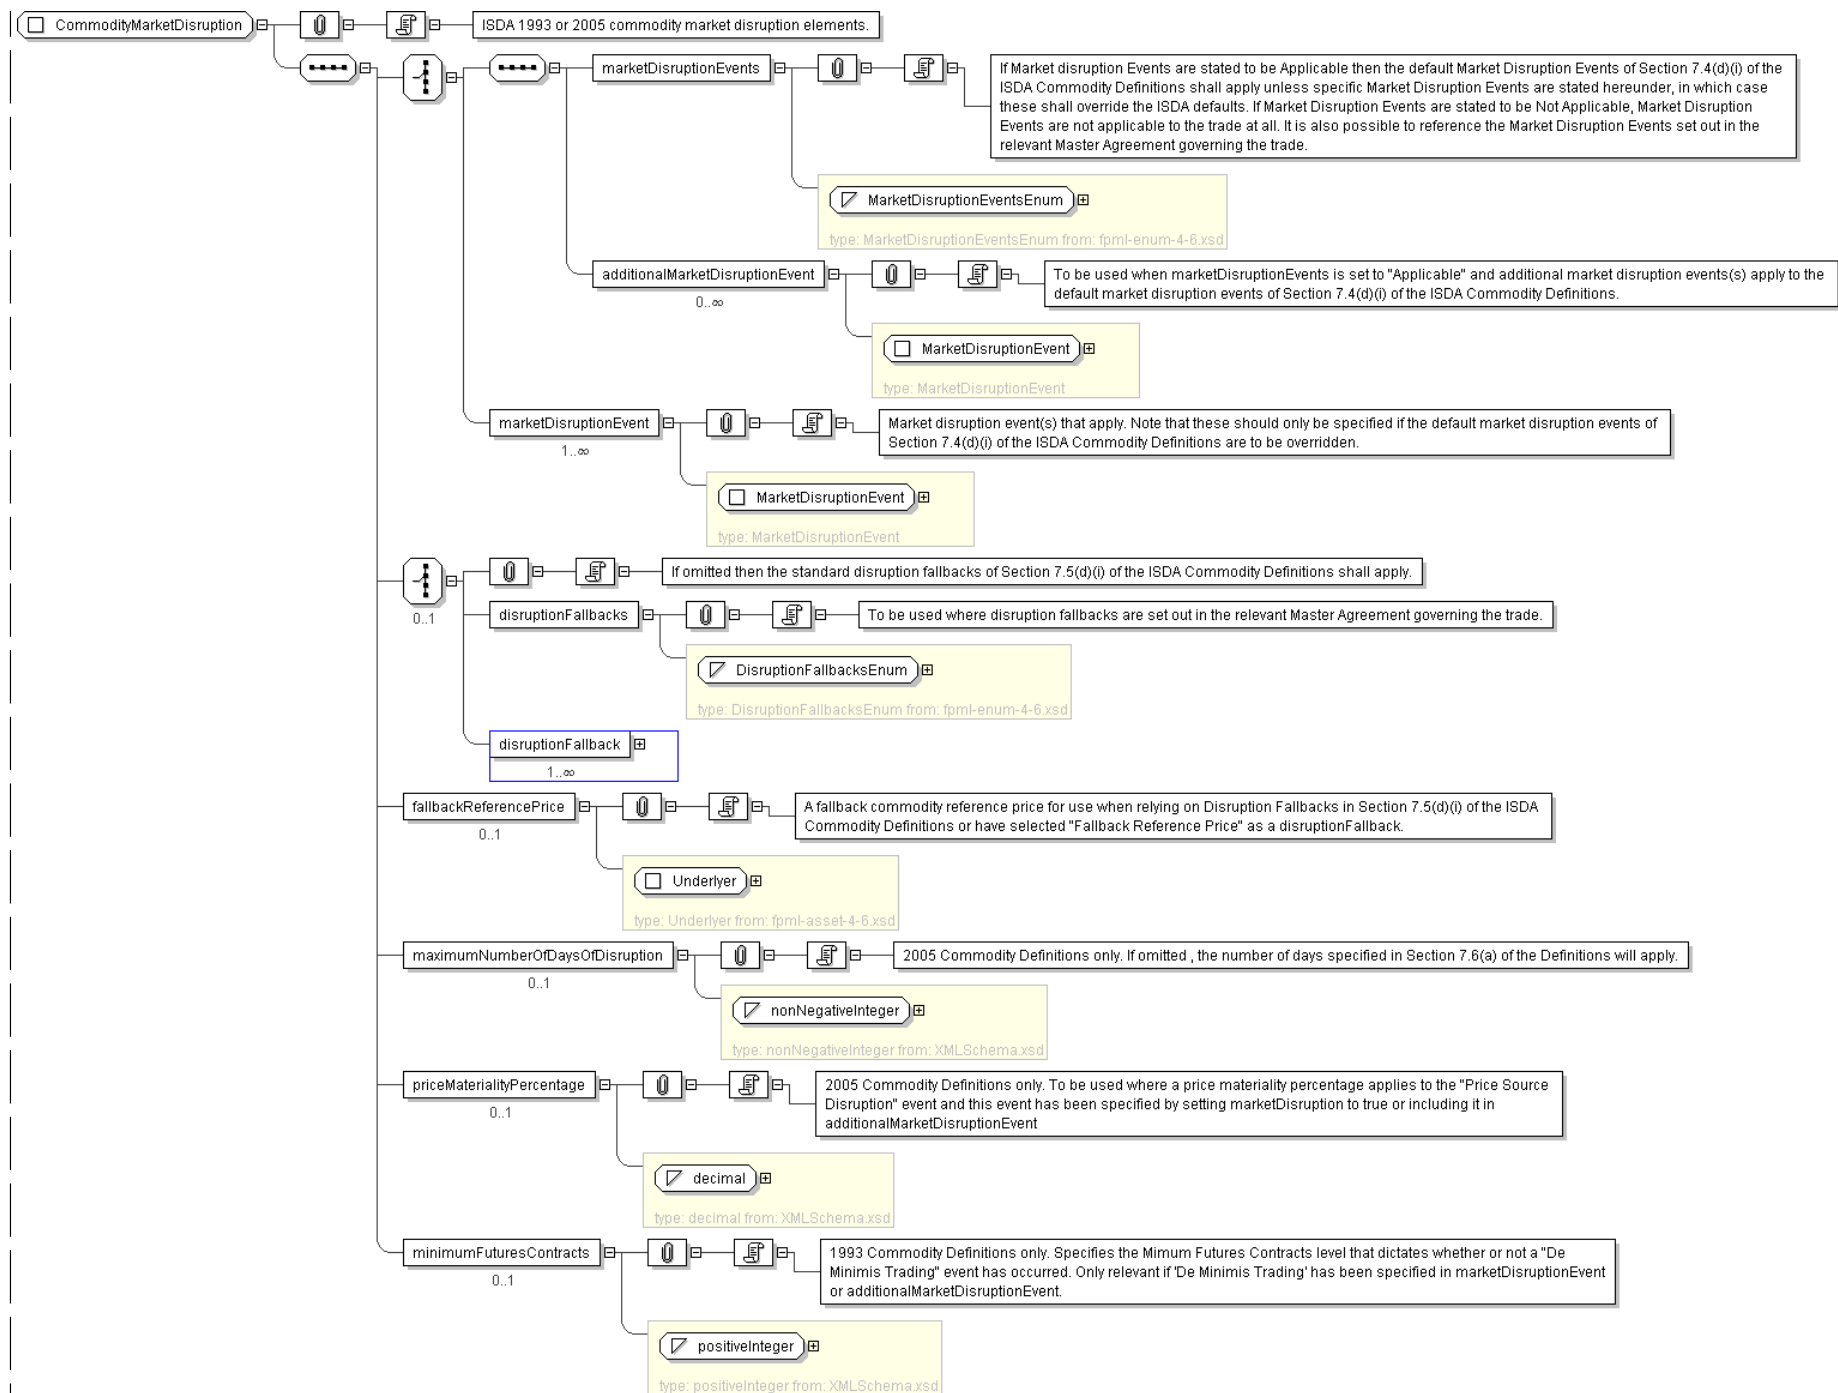 CommodityMarketDisruption
ISDA 1993 or 2005 commodity market disruption elements.
marketDisruptionEvents
If Market disruption Events are stated to be Applicable then the default Market Disruption Events of Section 7.4(d)(i) of the
ISDA Commodity Definitions shall apply unless specific Market Disruption Events are stated hereunder, in which case
these shall override the ISDA defaults. If Market Disruption Events are stated to be Not Applicable, Market Disruption
Events are not applicable to the trade at all. It is also possible to reference the Market Disruption Events set out in the
relevant Master Agreement governing the trade.
MarketDisruptionEventsEnum
type: MarketDisruptionEventsEnum from: fpml-enum-4-6.xsd
additionalMarketDisruptionEvent
0..∞
To be used when marketDisruptionEvents is set to "Applicable" and additional market disruption events(s) apply to the
default market disruption events of Section 7.4(d)(i) of the ISDA Commodity Definitions.
MarketDisruptionEvent
type: MarketDisruptionEvent
marketDisruptionEvent
1..∞
Market disruption event(s) that apply. Note that these should only be specified if the default market disruption events of
Section 7.4(d)(i) of the ISDA Commodity Definitions are to be overridden.
MarketDisruptionEvent
type: MarketDisruptionEvent
0..1
If omitted then the standard disruption fallbacks of Section 7.5(d)(i) of the ISDA Commodity Definitions shall apply.
disruptionFallbacks
To be used where disruption fallbacks are set out in the relevant Master Agreement governing the trade.
DisruptionFallbacksEnum
type: DisruptionFallbacksEnum from: fpml-enum-4-6.xsd
disruptionFallback
1..∞
fallbackReferencePrice
0..1
A fallback commodity reference price for use when relying on Disruption Fallbacks in Section 7.5(d)(i) of the ISDA
Commodity Definitions or have selected "Fallback Reference Price" as a disruptionFallback.
Underlyer
type: Underlyer from: fpml-asset-4-6.xsd
maximumNumberOfDaysOfDisruption
0..1
2005 Commodity Definitions only. If omitted , the number of days specified in Section 7.6(a) of the Definitions will apply.
nonNegativeInteger
type: nonNegativeInteger from: XMLSchema.xsd
priceMaterialityPercentage
0..1
2005 Commodity Definitions only. To be used where a price materiality percentage applies to the "Price Source
Disruption" event and this event has been specified by setting marketDisruption to true or including it in
additionalMarketDisruptionEvent
decimal
type: decimal from: XMLSchema.xsd
minimumFuturesContracts
0..1
1993 Commodity Definitions only. Specifies the Mimum Futures Contracts level that dictates whether or not a "De
Minimis Trading" event has occurred. Only relevant if 'De Minimis Trading' has been specified in marketDisruptionEvent
or additionalMarketDisruptionEvent.
positiveInteger
type: positiveInteger from: XMLSchema.xsd